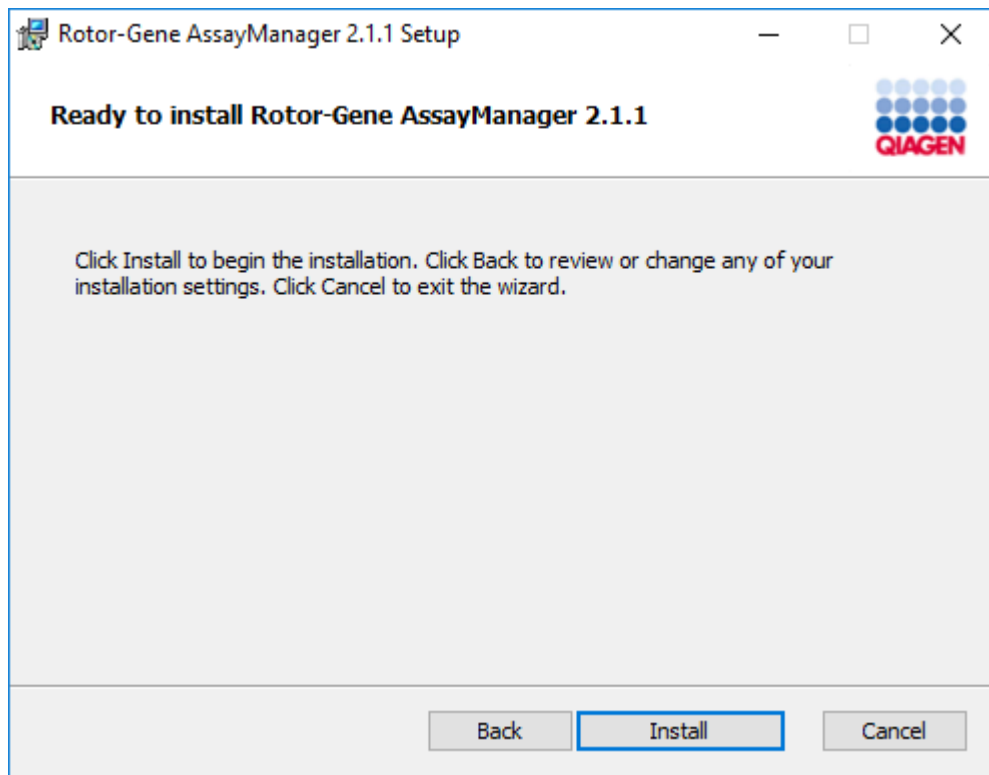 Rotor-Gene AssayManager 2.1.1 Setup
Ready to install Rotor-Gene AssayManager 2.1.1
QIAGEN
Click Install to begin the installation. Click Back to review or change any of your
installation settings. Click Cancel to exit the wizard.
Back Install Cancel